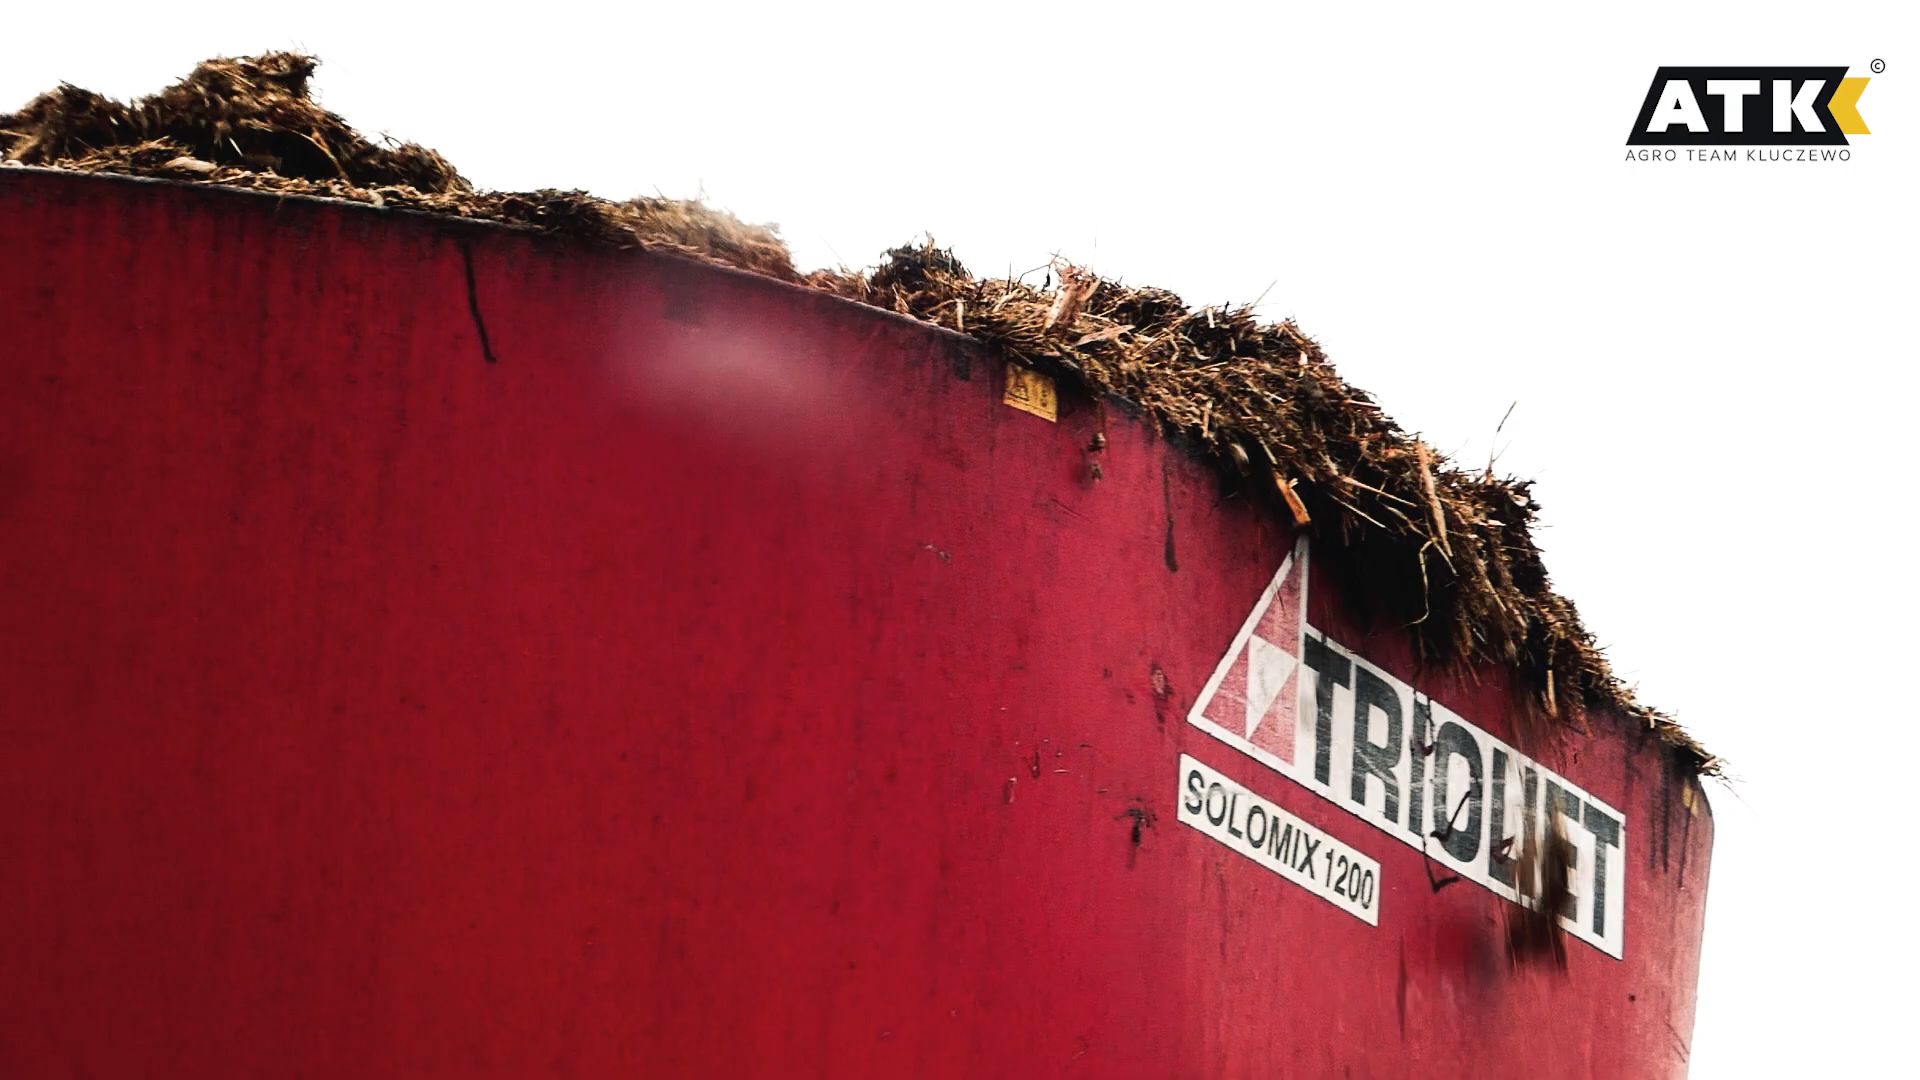 ATK
©
AGRO TEAM KLUCZEWO
TRIOLIET
SOLOMIX 1200